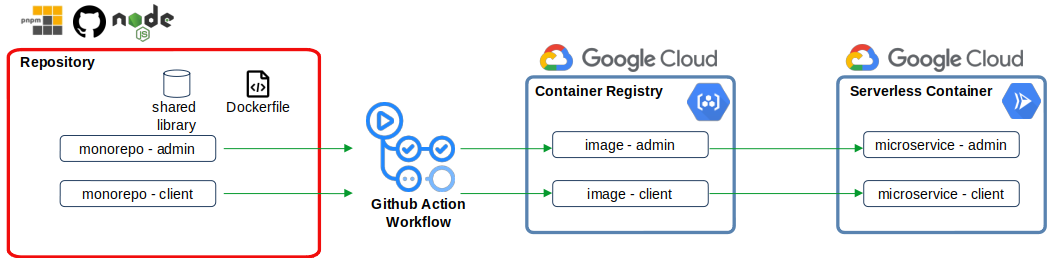 pnpm
node
JS
Google Cloud
Google Cloud
Repository
Container Registry
Serverless Container
shared
library
Dockerfile
monorepo - admin
image - admin
microservice - admin
monorepo - client
image - client
microservice - client
Github Action
Workflow